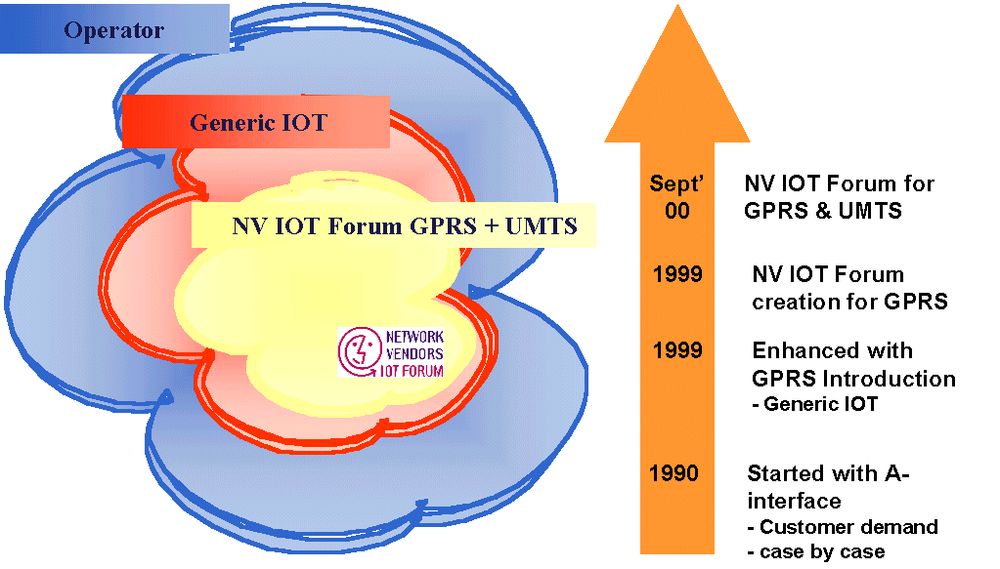 Operator
Generic IOT
NV IOT Forum GPRS + UMTS
NETWORK
VENDORS
IOT FORUM
Sept’
00
NV IOT Forum for
GPRS & UMTS
1999
NV IOT Forum
creation for GPRS
1999
Enhanced with
GPRS Introduction
- Generic IOT
1990
Started with A-
interface
- Customer demand
- case by case